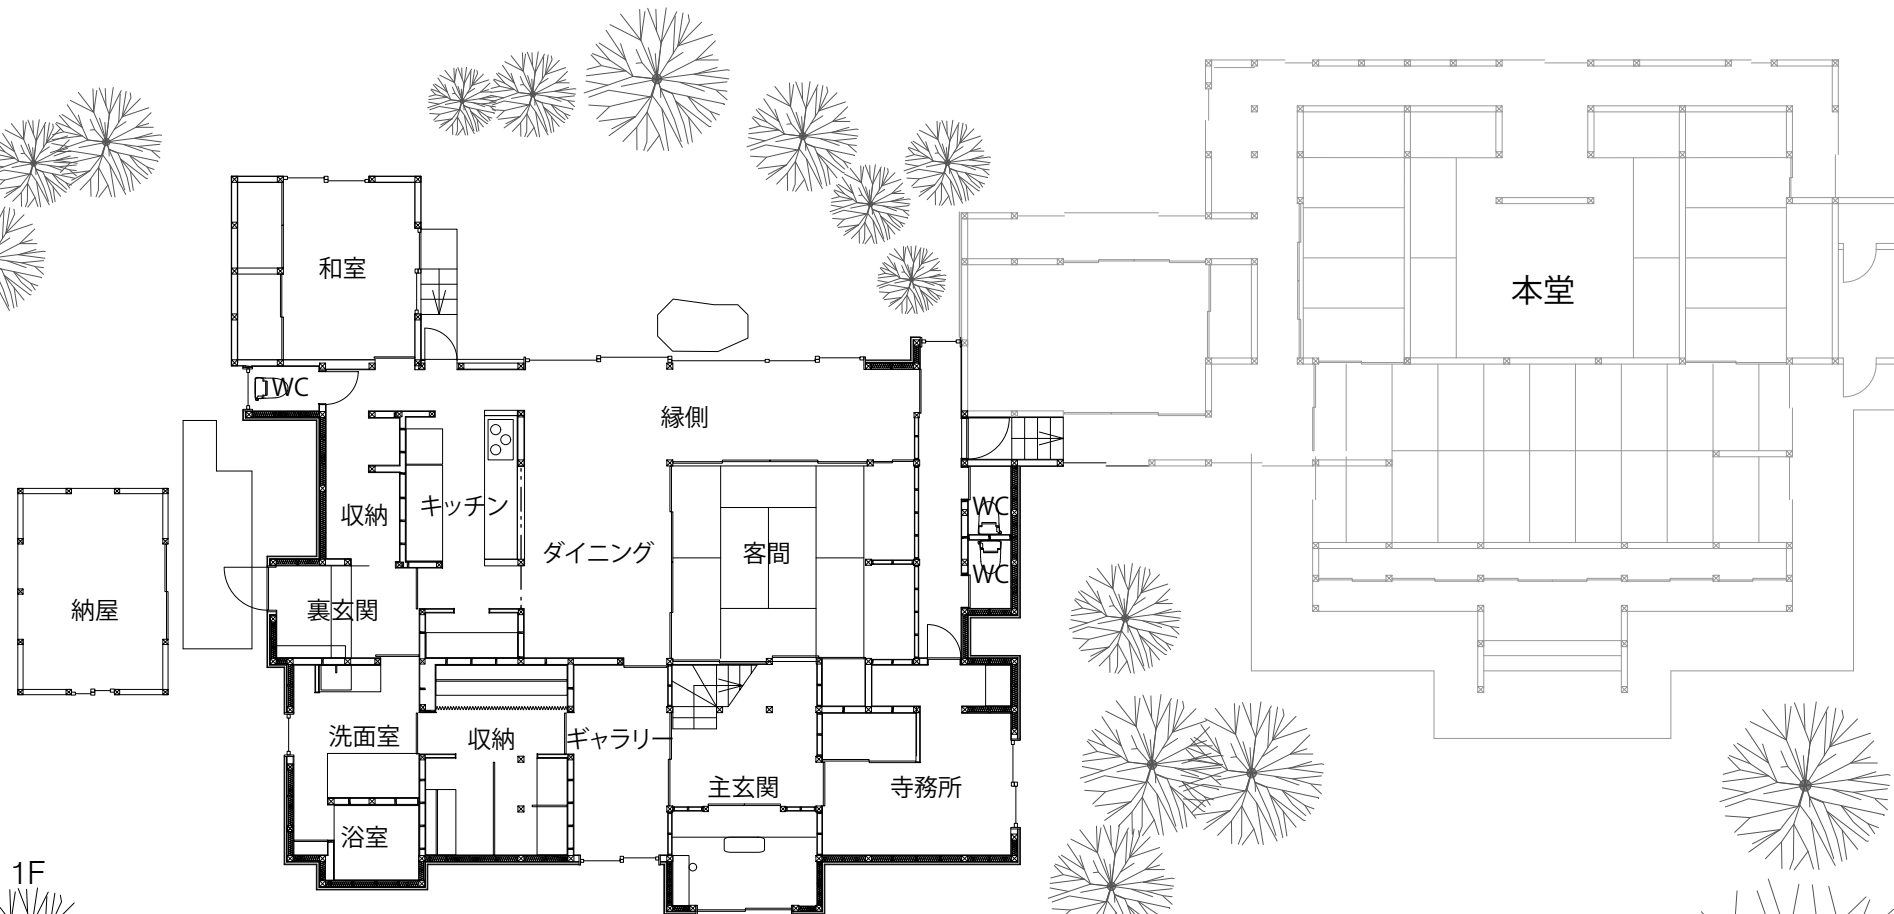 和室
本堂
WC
縁側
収納
キッチン
WC
ダイニング
客間
WC
納屋
裏玄関
洗面室
収納
ギャラリー
主玄関
寺務所
浴室
1F